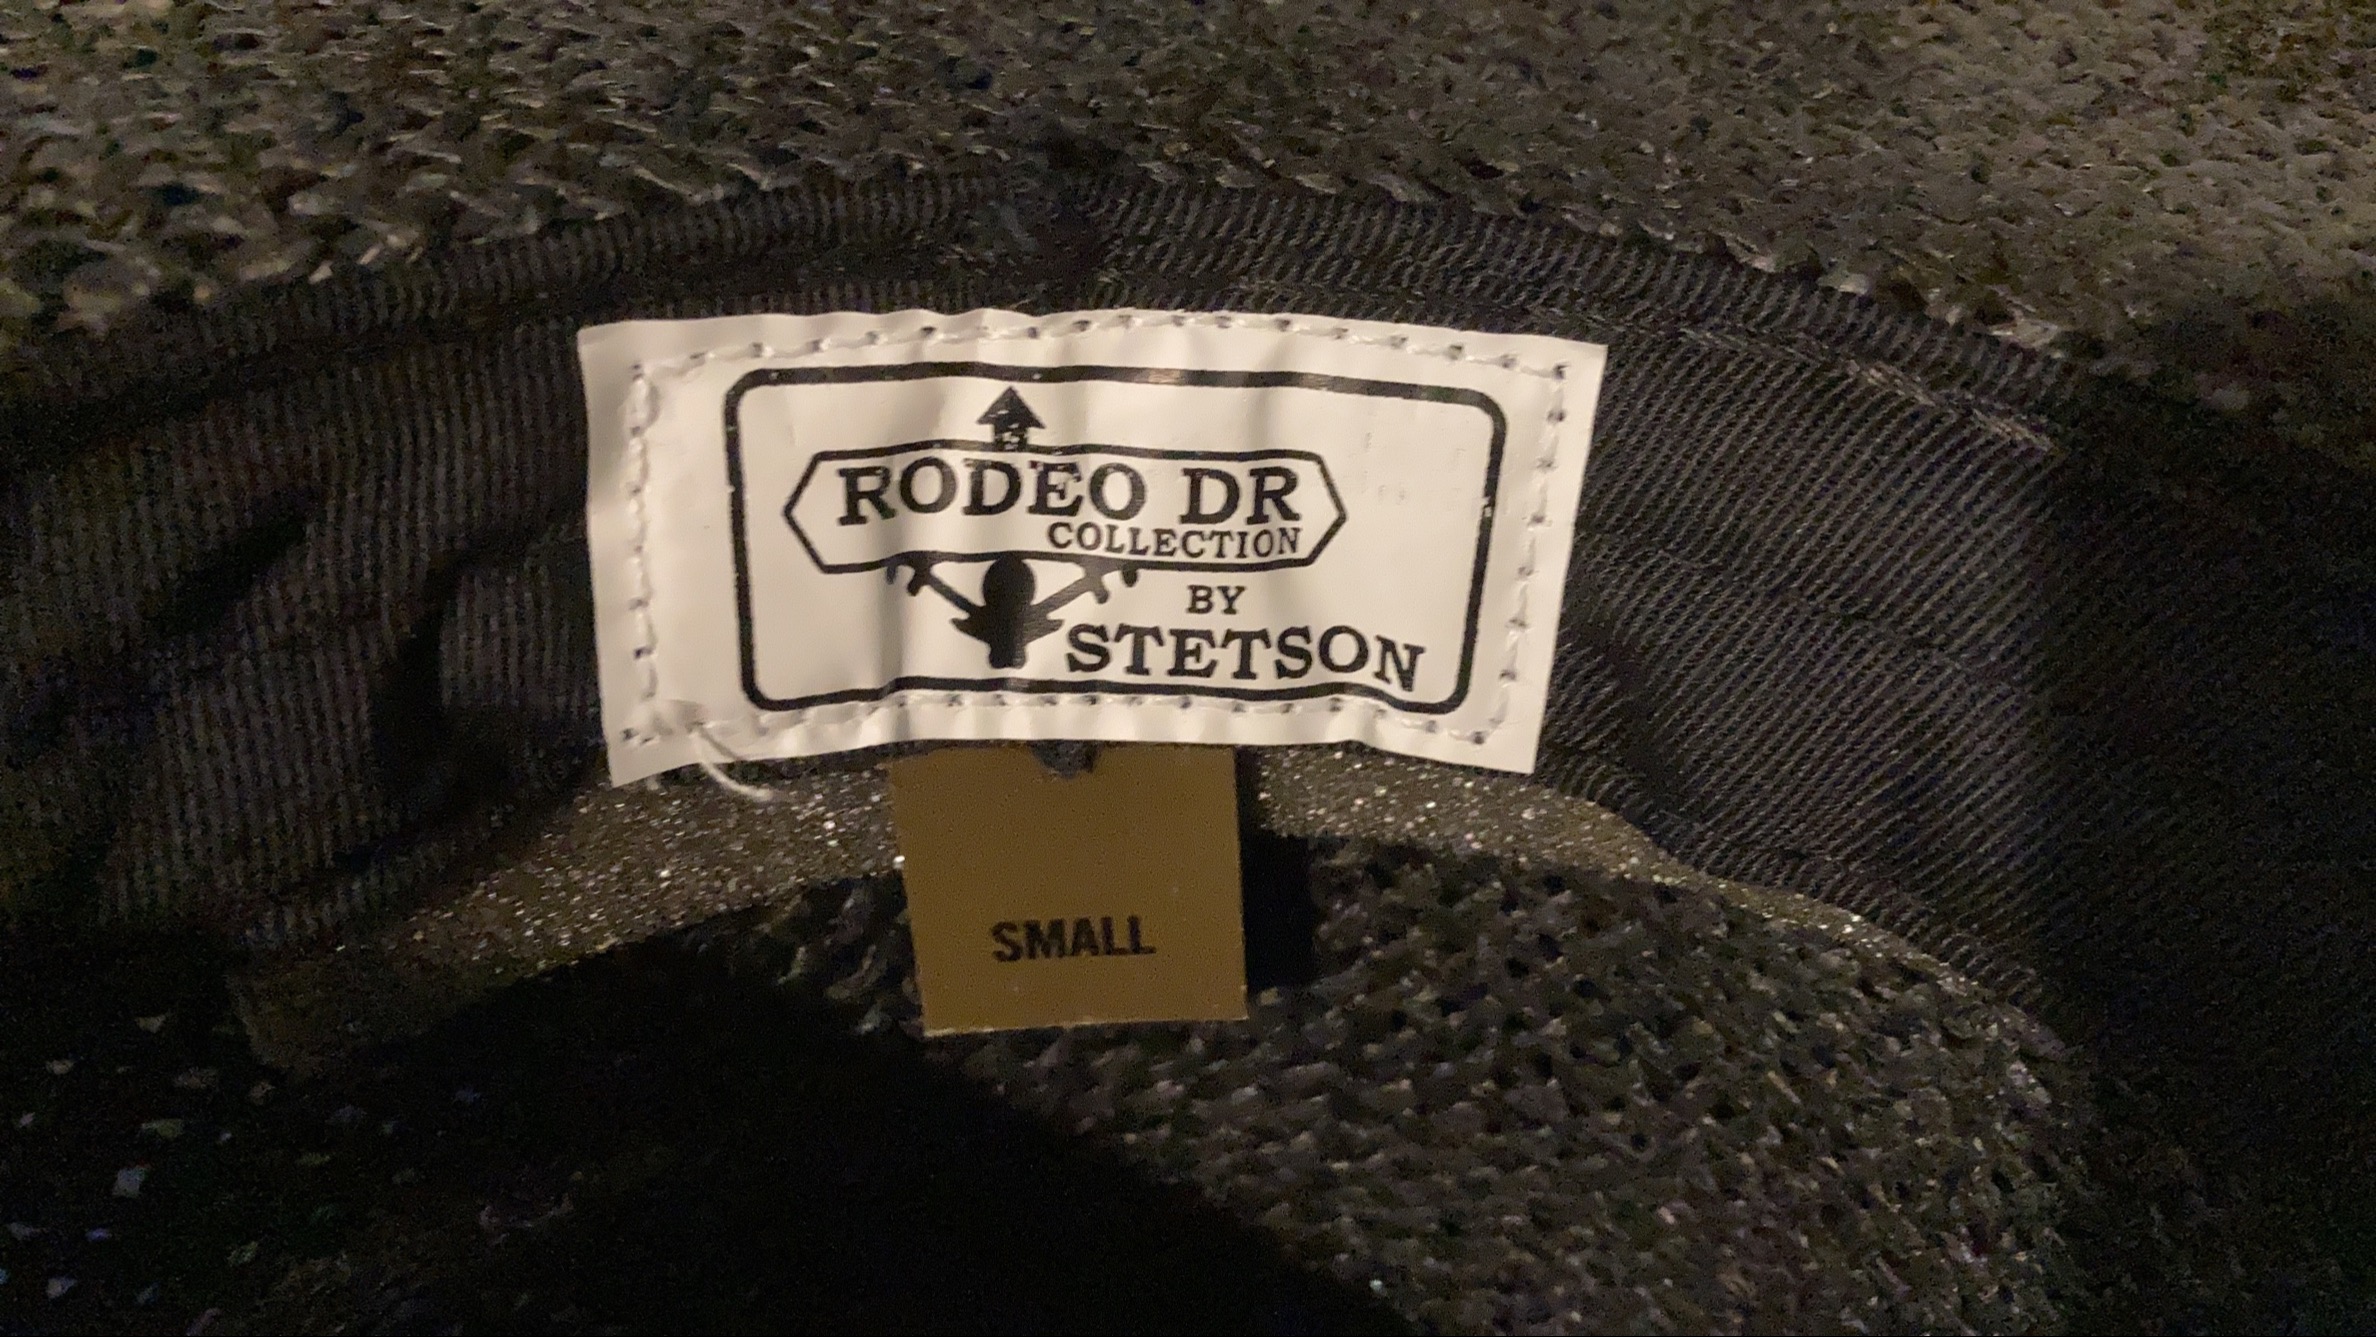 RODEO DR
COLLECTION
BY
STETSON
SMALL